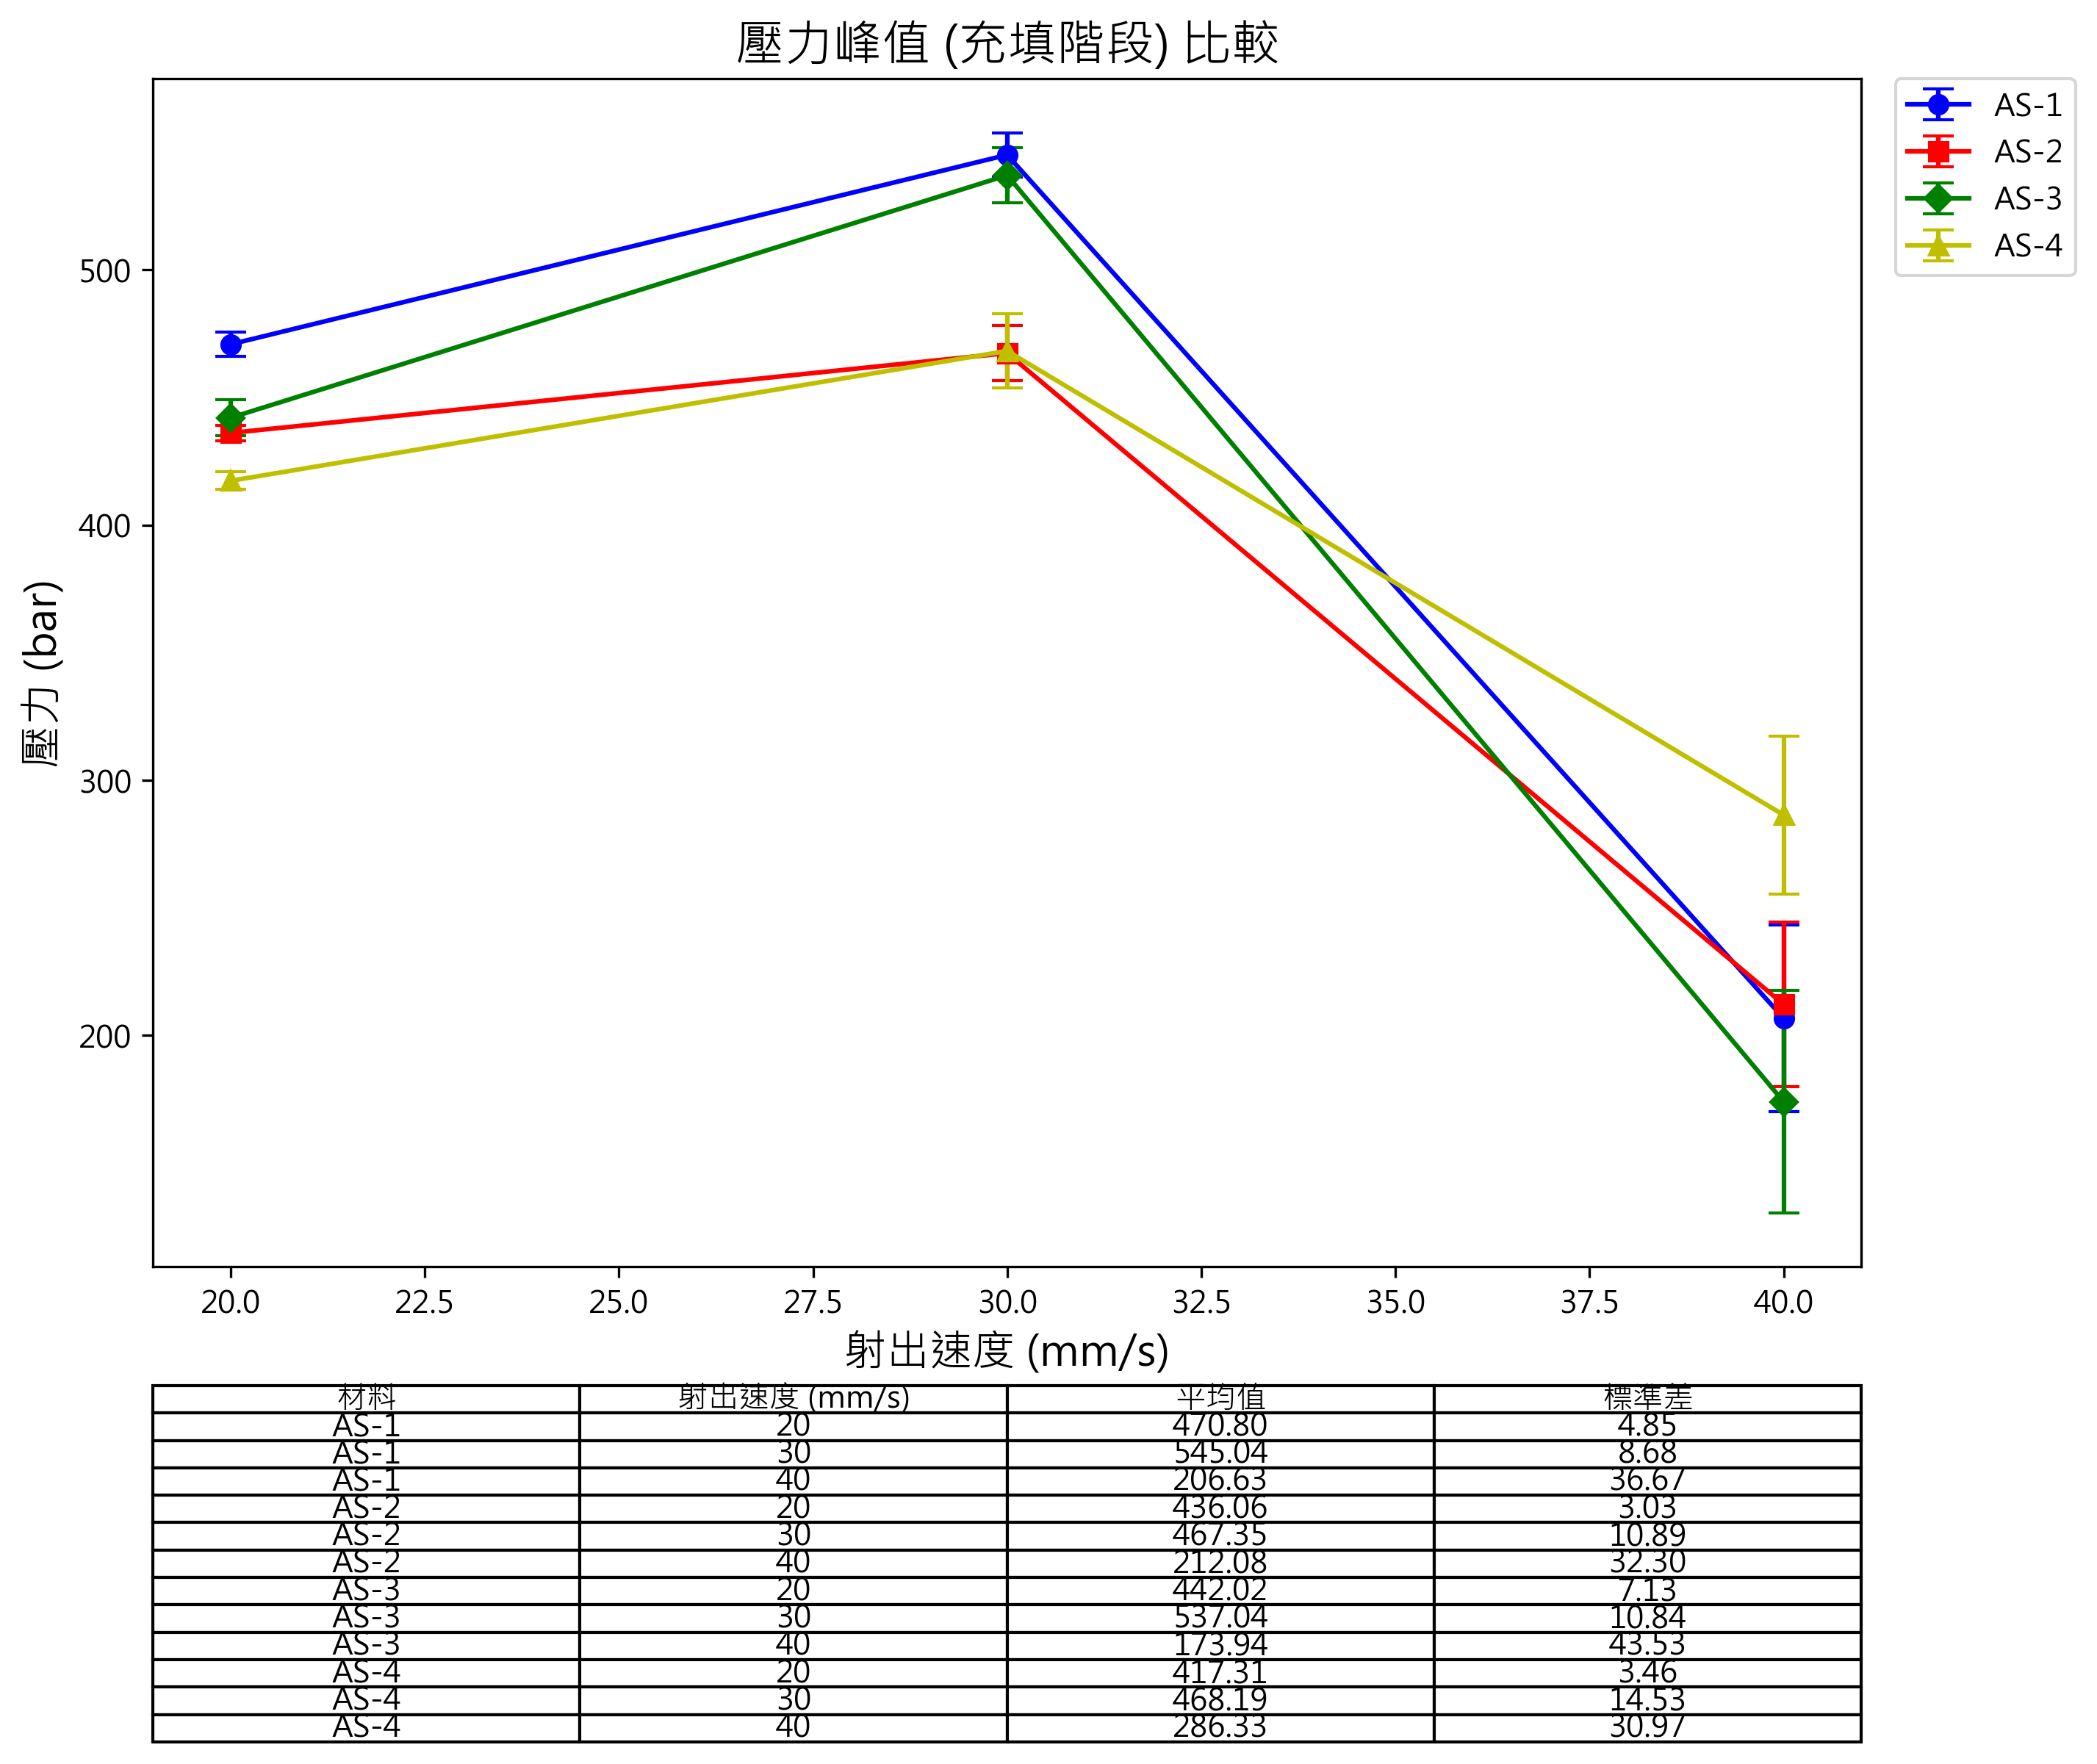 壓力峰值 (充填階段) 比較
AS-1
AS-2
AS-3
AS-4
壓力 (bar)
500
400
300
200
20.0 22.5 25.0 27.5 30.0 32.5 35.0 37.5 40.0
射出速度 (mm/s)
材料 射出速度 (mm/s) 平均值 標準差
AS-1 20 470.80 4.85
AS-1 30 545.04 8.68
AS-1 40 206.63 36.67
AS-2 20 436.06 3.03
AS-2 30 467.35 10.89
AS-2 40 212.08 32.30
AS-3 20 442.02 7.13
AS-3 30 537.04 10.84
AS-3 40 173.94 43.53
AS-4 20 417.31 3.46
AS-4 30 468.19 14.53
AS-4 40 286.33 30.97